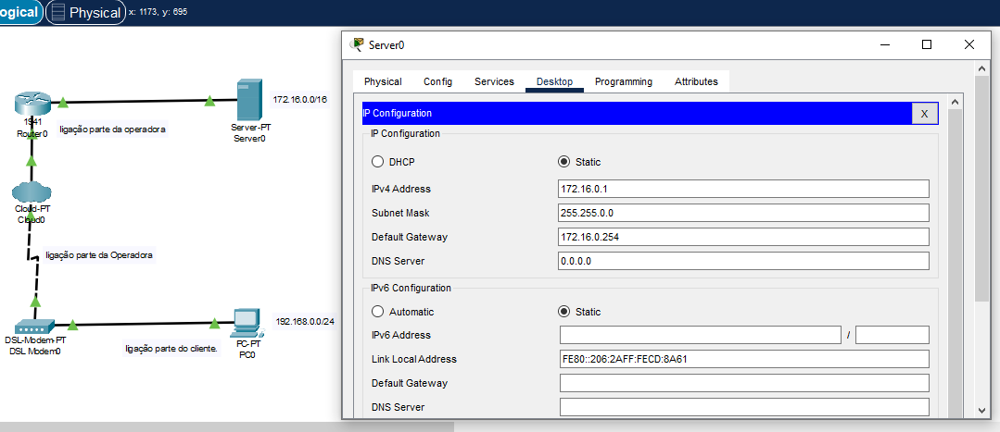 ogical
Physical
x: 1173, y: 695
172.16.0.0/16
1941
Router0
ligação parte da operadora
Server-PT
Server0
Cloud-PT
Cloud0
ligação parte da Operadora
192.168.0.0/24
DSL-Modem-PT
DSL Modem0
ligação parte do cliente.
PC-PT
PC0
Server0
Physical
Config
Services
Desktop
Programming
Attributes
IP Configuration
X
IP Configuration
DHCP
Static
IPv4 Address
172.16.0.1
Subnet Mask
255.255.0.0
Default Gateway
172.16.0.254
DNS Server
0.0.0.0
IPv6 Configuration
Automatic
Static
IPv6 Address
/
Link Local Address
FE80::206:2AFF:FECD:8A61
Default Gateway
DNS Server